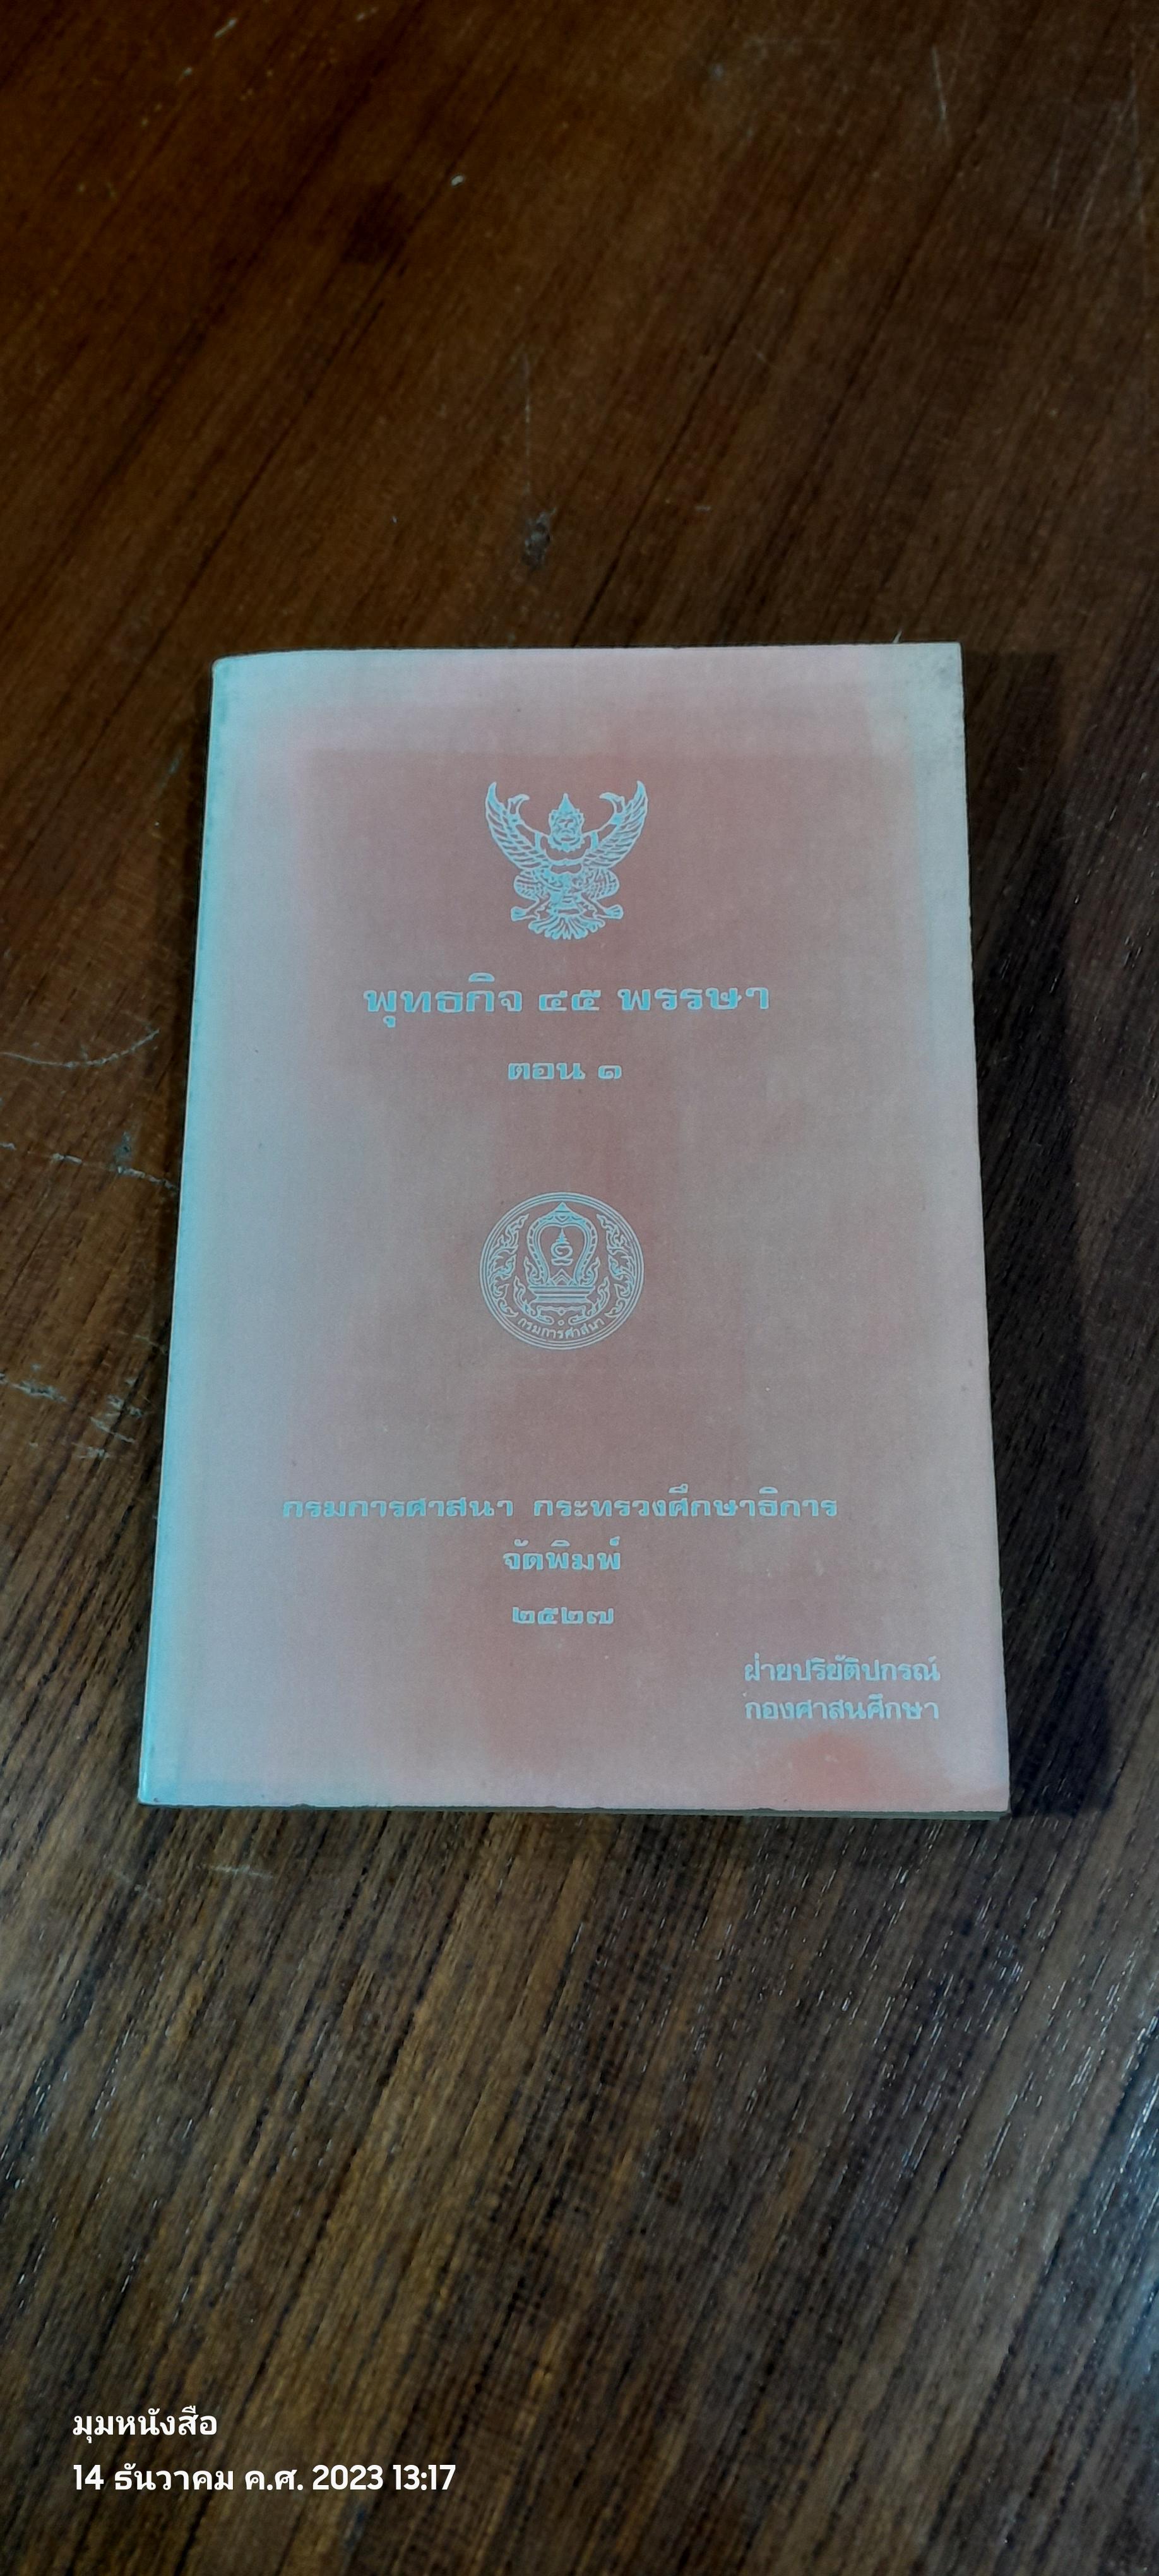 พุทธกิจ ๔๕ พรรษา
ตอน ๑
กรมการศาสนา
กรมการศาสนา กระทรวงศึกษาธิการ
จัดพิมพ์
๒๕๒๗
ฝ่ายปริยัติปกรณ์
กองศาสนศึกษา
มุมหนังสือ
14 ธันวาคม ค.ศ. 2023 13:17